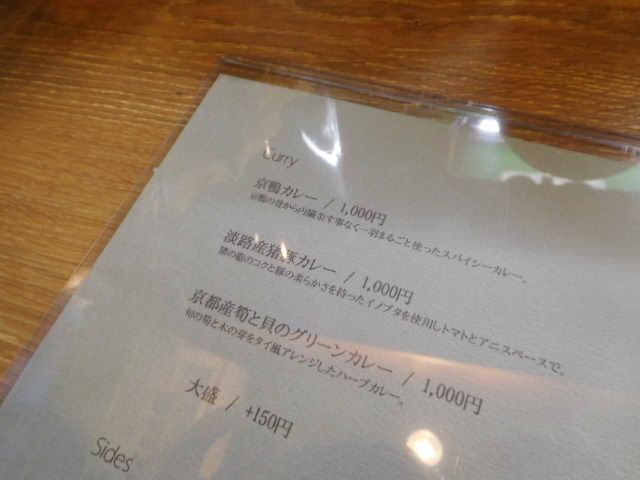 Curry
京鴨カレー / 1,000円
京鴨の骨から内臓余す事なく一羽まるごと使ったスパイシーカレー。
淡路産猪豚カレー / 1,000円
猪の脂のコクと豚の柔らかさを持ったイノブタを使用しトマトとアニスベースで。
京都産筍と貝のグリーンカレー / 1,000円
旬の筍と木の芽をタイ風アレンジしたハーブカレー。
大盛 / +150円
Sides